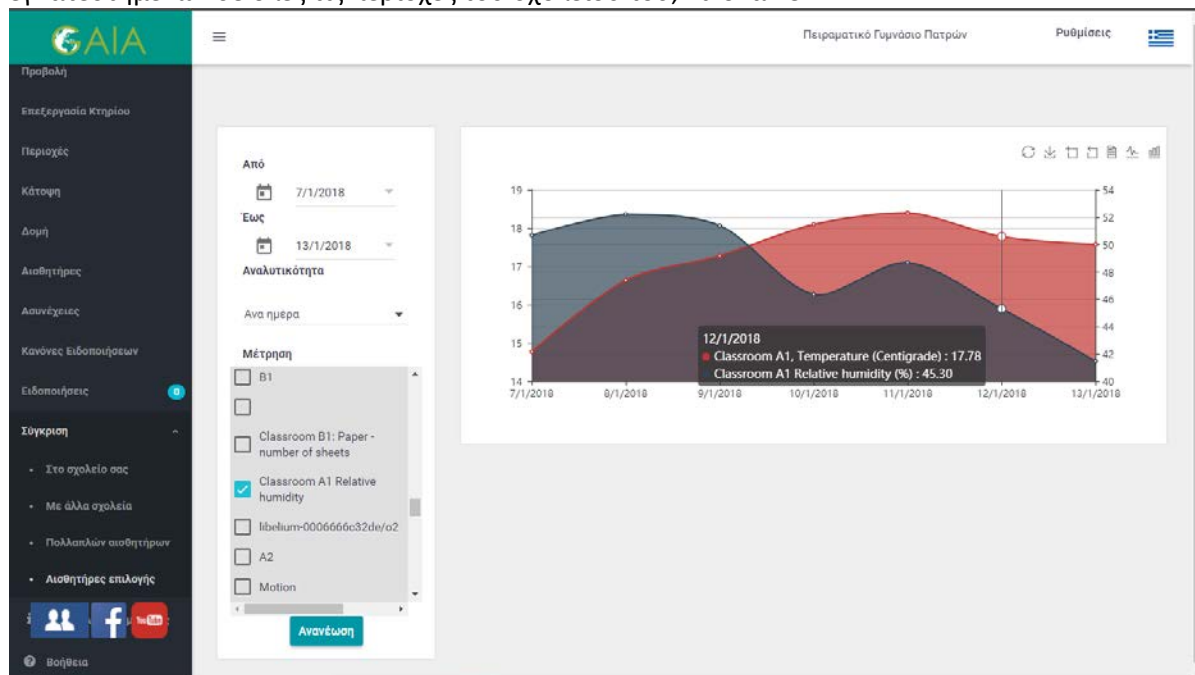 GAIA
Πειραματικό Γυμνάσιο Πατρών
Ρυθμίσεις
Προβολή
Επεξεργασία Κτηρίου
Περιοχές
Κάτοψη
Δομή
Αισθητήρες
Ασυνέχειες
Κανόνες Ειδοποιήσεων
Ειδοποιήσεις
0
Σύγκριση
Στο σχολείο σας
Με άλλα σχολεία
Πολλαπλών αισθητήρων
Αισθητήρες επιλογής
You Tube
Βοήθεια
Από
7/1/2018
Έως
13/1/2018
Αναλυτικότητα
Ανα ημερα
Μέτρηση
B1
Classroom B1: Paper -
number of sheets
Classroom A1 Relative
humidity
libelium-0006666c32de/o2
A2
Motion
Ανανέωση
19
18
17
16
15
14
54
52
50
48
46
44
42
40
12/1/2018
Classroom A1, Temperature (Centigrade) : 17.78
Classroom A1 Relative humidity (%) : 45.30
7/1/2018
8/1/2018
9/1/2018
10/1/2018
11/1/2018
12/1/2018
13/1/2018